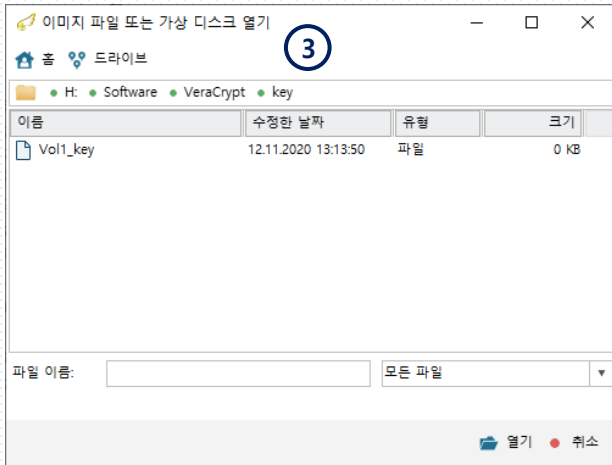 이미지 파일 또는 가상 디스크 열기
3
홈 드라이브
H: Software VeraCrypt key
이름 수정한 날짜 유형 크기
Vol1_key 12.11.2020 13:13:50 파일 0 KB
파일 이름: 모든 파일
열기 취소